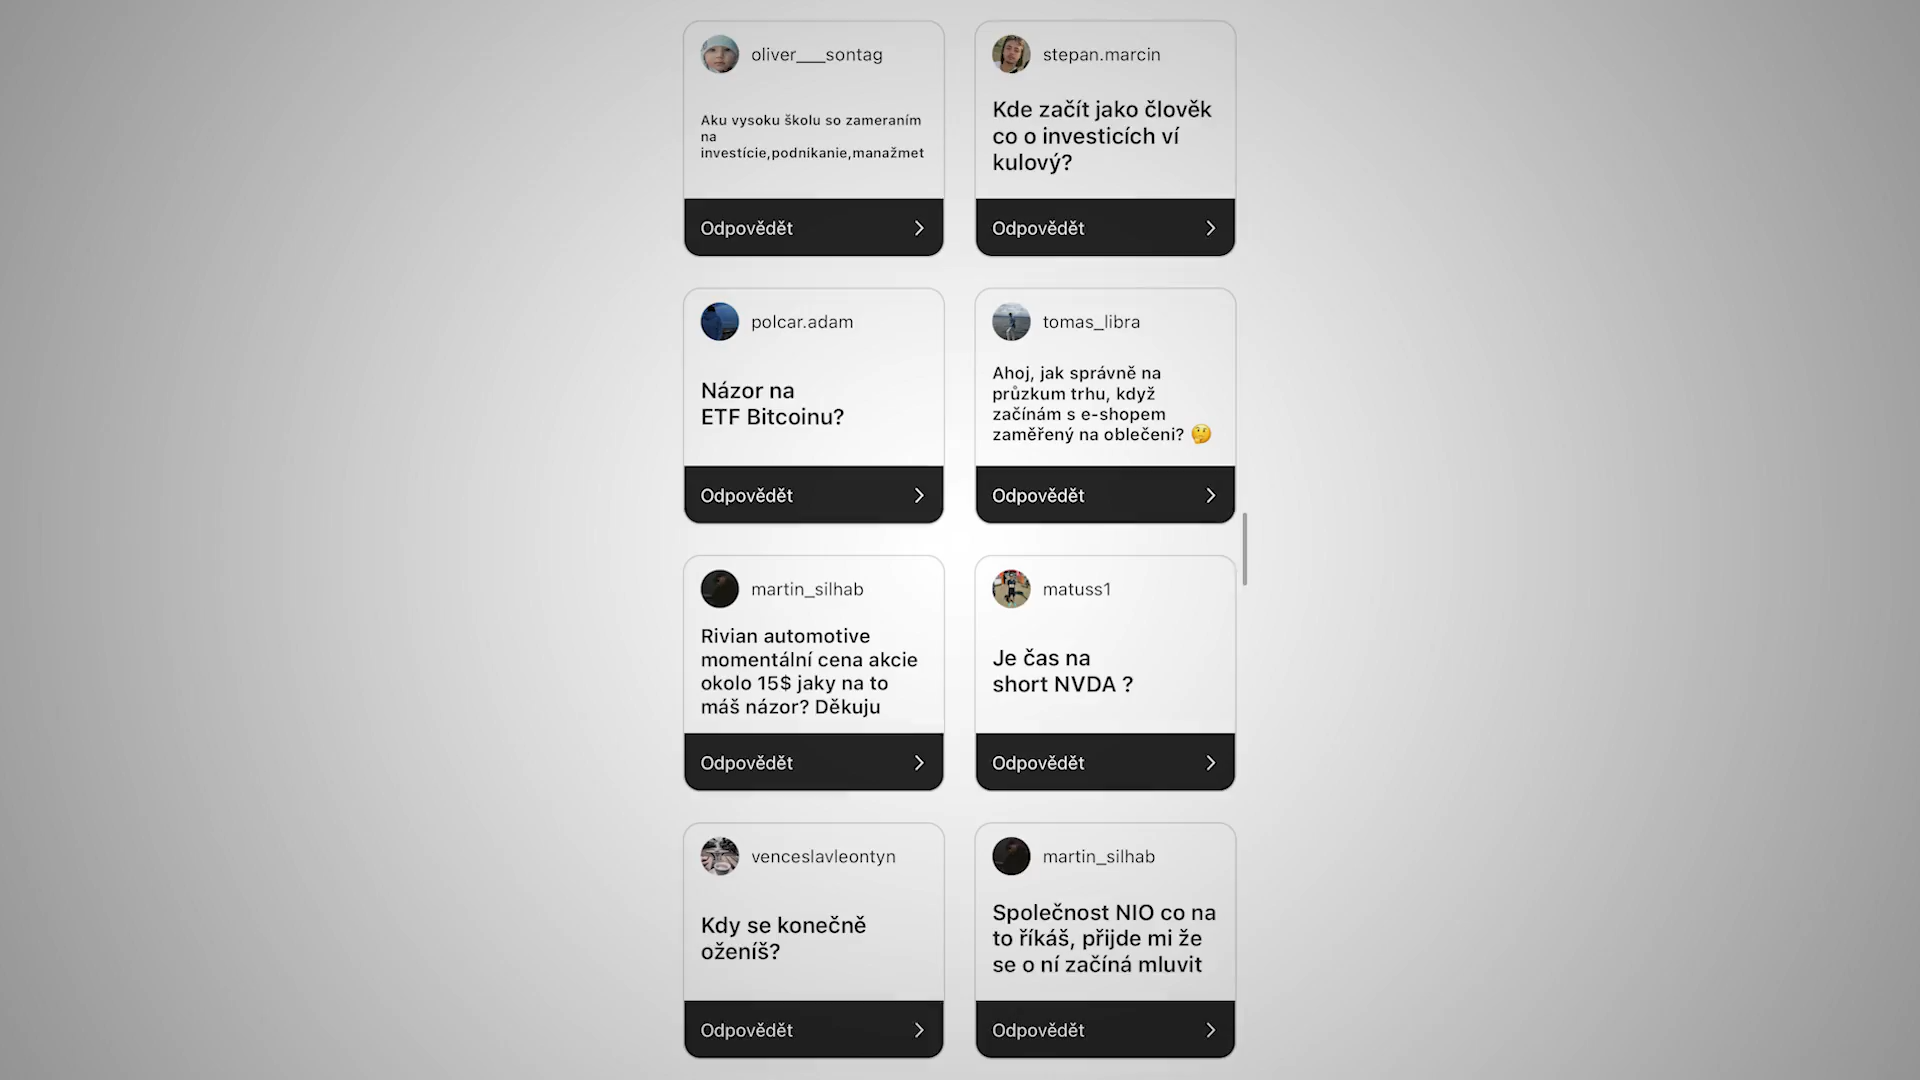 oliver___sontag
Aku vysoku školu so zameraním
na
investície,podnikanie,manažmet
Odpovědět
stepan.marcin
Kde začít jako člověk
co o investicích ví
kulový?
Odpovědět
polcar.adam
Názor na
ETF Bitcoinu?
Odpovědět
tomas_libra
Ahoj, jak správně na
průzkum trhu, když
začínám s e-shopem
zaměřený na oblečeni? 🤔
Odpovědět
martin_silhab
Rivian automotive
momentální cena akcie
okolo 15$ jaky na to
máš názor? Děkuju
Odpovědět
matuss1
Je čas na
short NVDA ?
Odpovědět
venceslavleontyn
Kdy se konečně
oženíš?
Odpovědět
martin_silhab
Společnost NIO co na
to říkáš, přijde mi že
se o ní začíná mluvit
Odpovědět